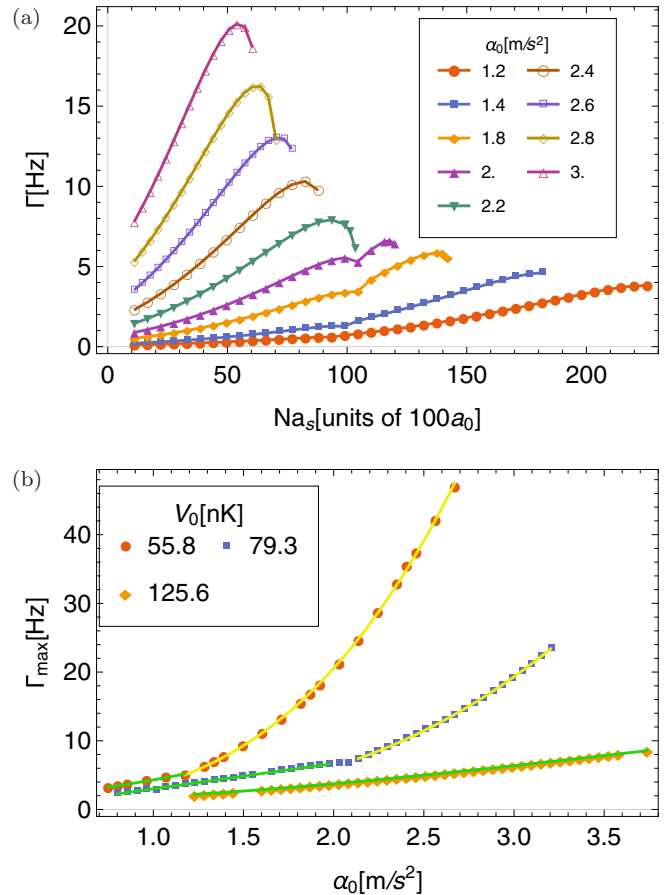 (a)
20
15
10
5
0
Γ[Hz]
α₀[m/s²]
1.2 2.4
1.4 2.6
1.8 2.8
2. 3.
2.2
0 50 100 150 200
Naₛ[units of 100a₀]
(b)
V₀[nK]
55.8 79.3
125.6
40
30
20
10
0
Γmax[Hz]
1.0 1.5 2.0 2.5 3.0 3.5
α₀[m/s²]